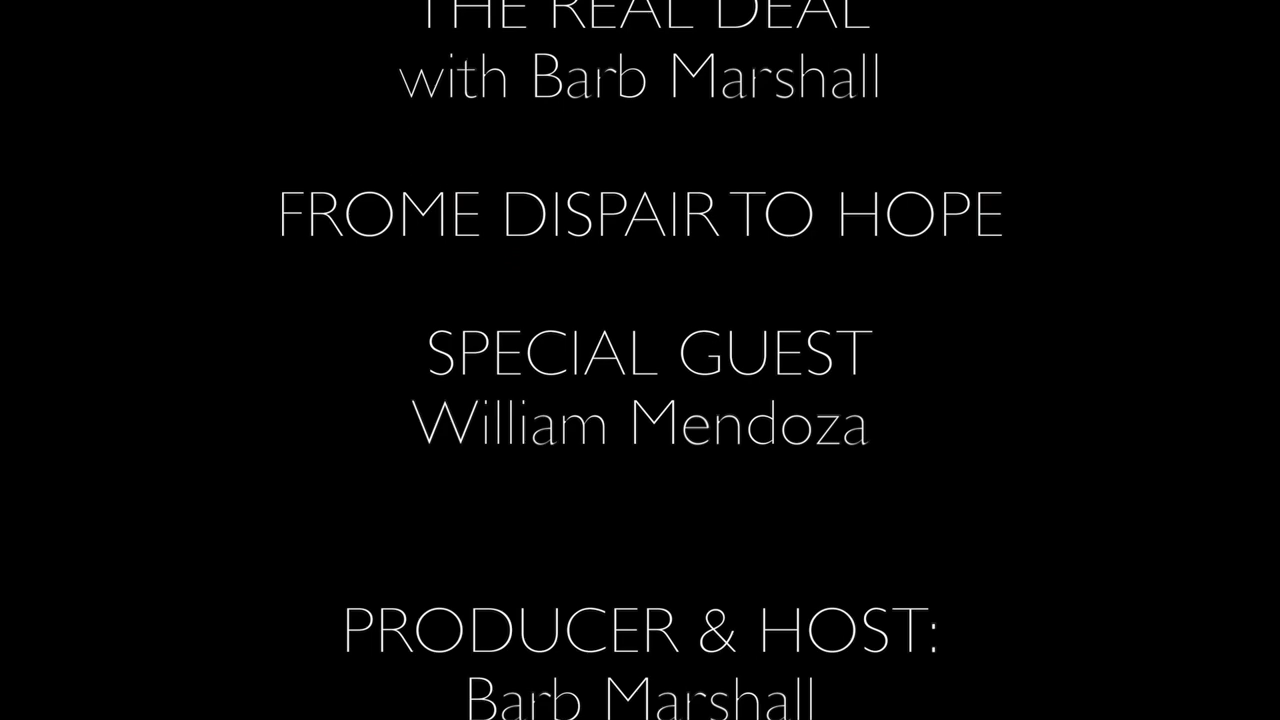 THE REAL DEAL
with Barb Marshall
FROME DISPAIR TO HOPE
SPECIAL GUEST
William Mendoza
PRODUCER & HOST:
Barb Marshall